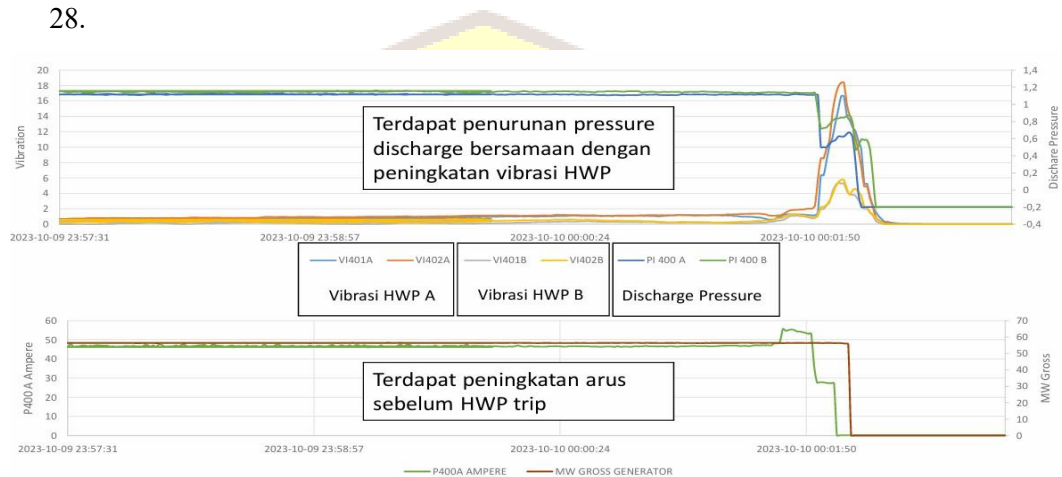 28.
20
18
16
14
12
10
8
6
4
2
0
Vibration
1,4
1,2
1
0,8
0,6
0,4
0,2
0
-0,2
-0,4
Dischare Pressure
Terdapat penurunan pressure
discharge bersamaan dengan
peningkatan vibrasi HWP
2023-10-09 23:57:31 2023-10-09 23:58:57 2023-10-10 00:00:24 2023-10-10 00:01:50
VI401A VI402A VI401B VI402B PI 400 A PI 400 B
Vibrasi HWP A Vibrasi HWP B Discharge Pressure
60
50
40
30
20
10
0
P400A Ampere
70
60
50
40
30
20
10
0
MW Gross
Terdapat peningkatan arus
sebelum HWP trip
2023-10-09 23:57:31 2023-10-09 23:58:57 2023-10-10 00:00:24 2023-10-10 00:01:50
P400A AMPERE MW GROSS GENERATOR